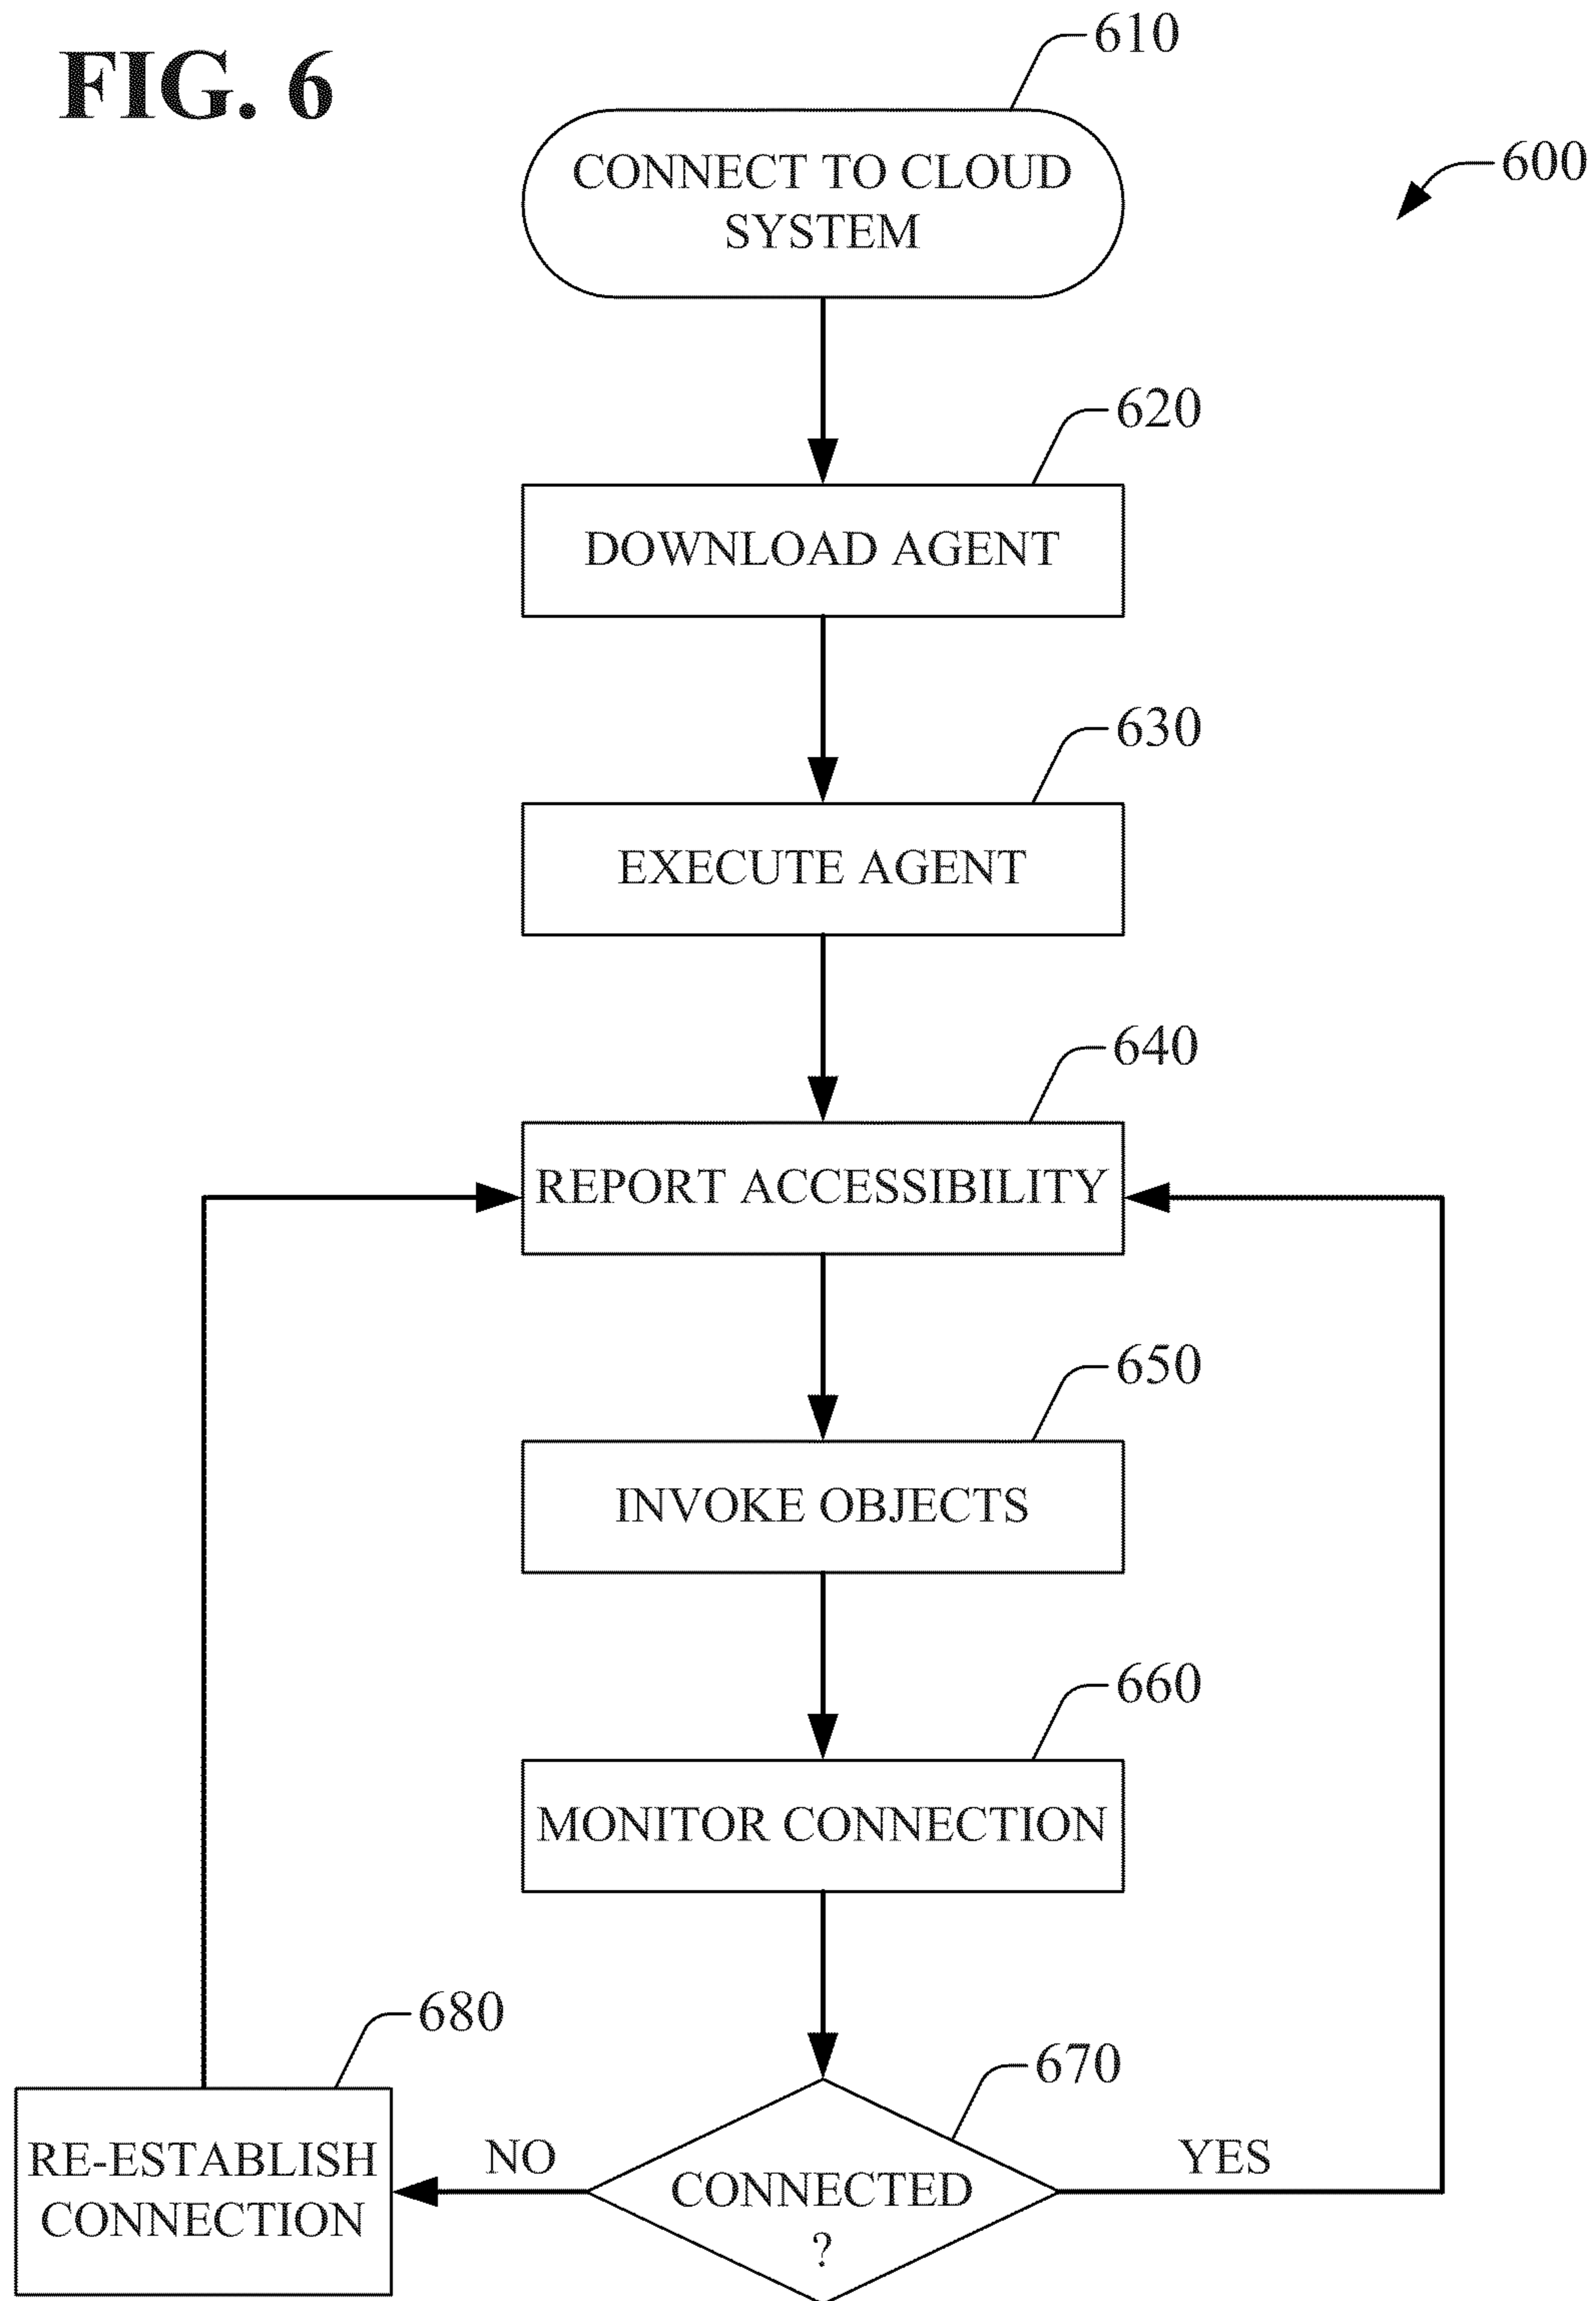 FIG. 6
610
CONNECT TO CLOUD
SYSTEM
600
620
DOWNLOAD AGENT
630
EXECUTE AGENT
640
REPORT ACCESSIBILITY
650
INVOKE OBJECTS
660
MONITOR CONNECTION
680
RE-ESTABLISH
CONNECTION
NO
670
CONNECTED
?
YES